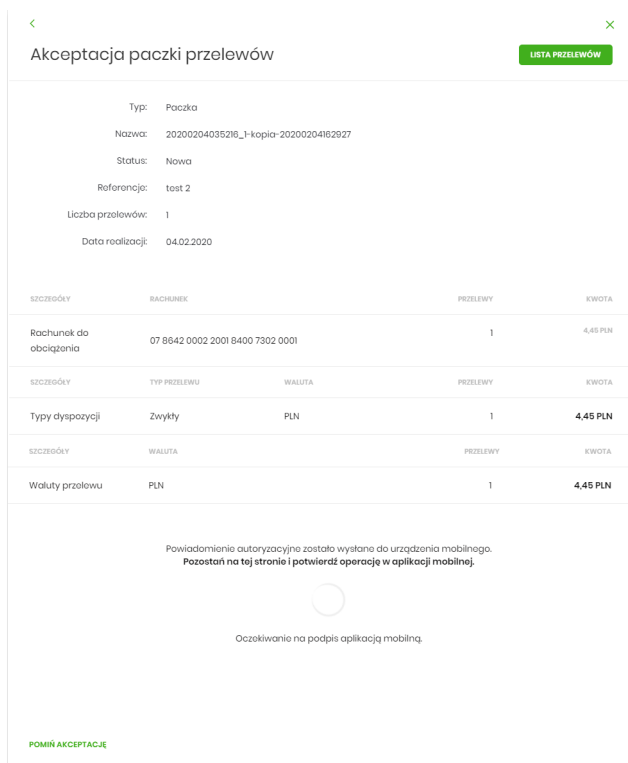 Akceptacja paczki przelewów
LISTA PRZELEWÓW
Typ: Paczka
Nazwa: 20200204035216_1-kopia-20200204162927
Status: Nowa
Referencje: test 2
Liczba przelewów: 1
Data realizacji: 04.02.2020
SZCZEGÓŁY RACHUNEK PRZELEWY KWOTA
Rachunek do obciążenia 07 8642 0002 2001 8400 7302 0001 1 4,45 PLN
SZCZEGÓŁY TYP PRZELEWU WALUTA PRZELEWY KWOTA
Typy dyspozycji Zwykły PLN 1 4,45 PLN
SZCZEGÓŁY WALUTA PRZELEWY KWOTA
Waluty przelewu PLN 1 4,45 PLN
Powiadomienie autoryzacyjne zostało wysłane do urządzenia mobilnego.
Pozostań na tej stronie i potwierdź operację w aplikacji mobilnej.
Oczekiwanie na podpis aplikacją mobilną.
POMIŃ AKCEPTACJĘ